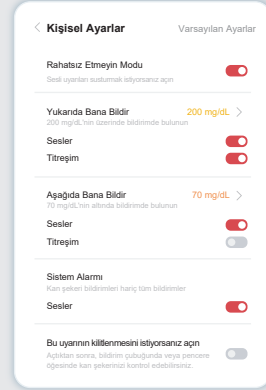 Kişisel Ayarlar
Varsayılan Ayarlar
Rahatsız Etmeyin Modu
Sesli uyarıları susturmak istiyorsanız açın
Yukarıda Bana Bildir 200 mg/dL
200 mg/dL'nin üzerinde bildirimde bulunun
Sesler
Titreşim
Aşağıda Bana Bildir 70 mg/dL
70 mg/dL'nin altında bildirimde bulunun
Sesler
Titreşim
Sistem Alarmı
Kan şekeri bildirimleri hariç tüm bildirimler
Sesler
Bu uyarının kilitlenmesini istiyorsanız açın
Açıktan sonra, bildirim çubuğunda veya pencere
öğesinde kan şekerinizi kontrol edebilirsiniz.